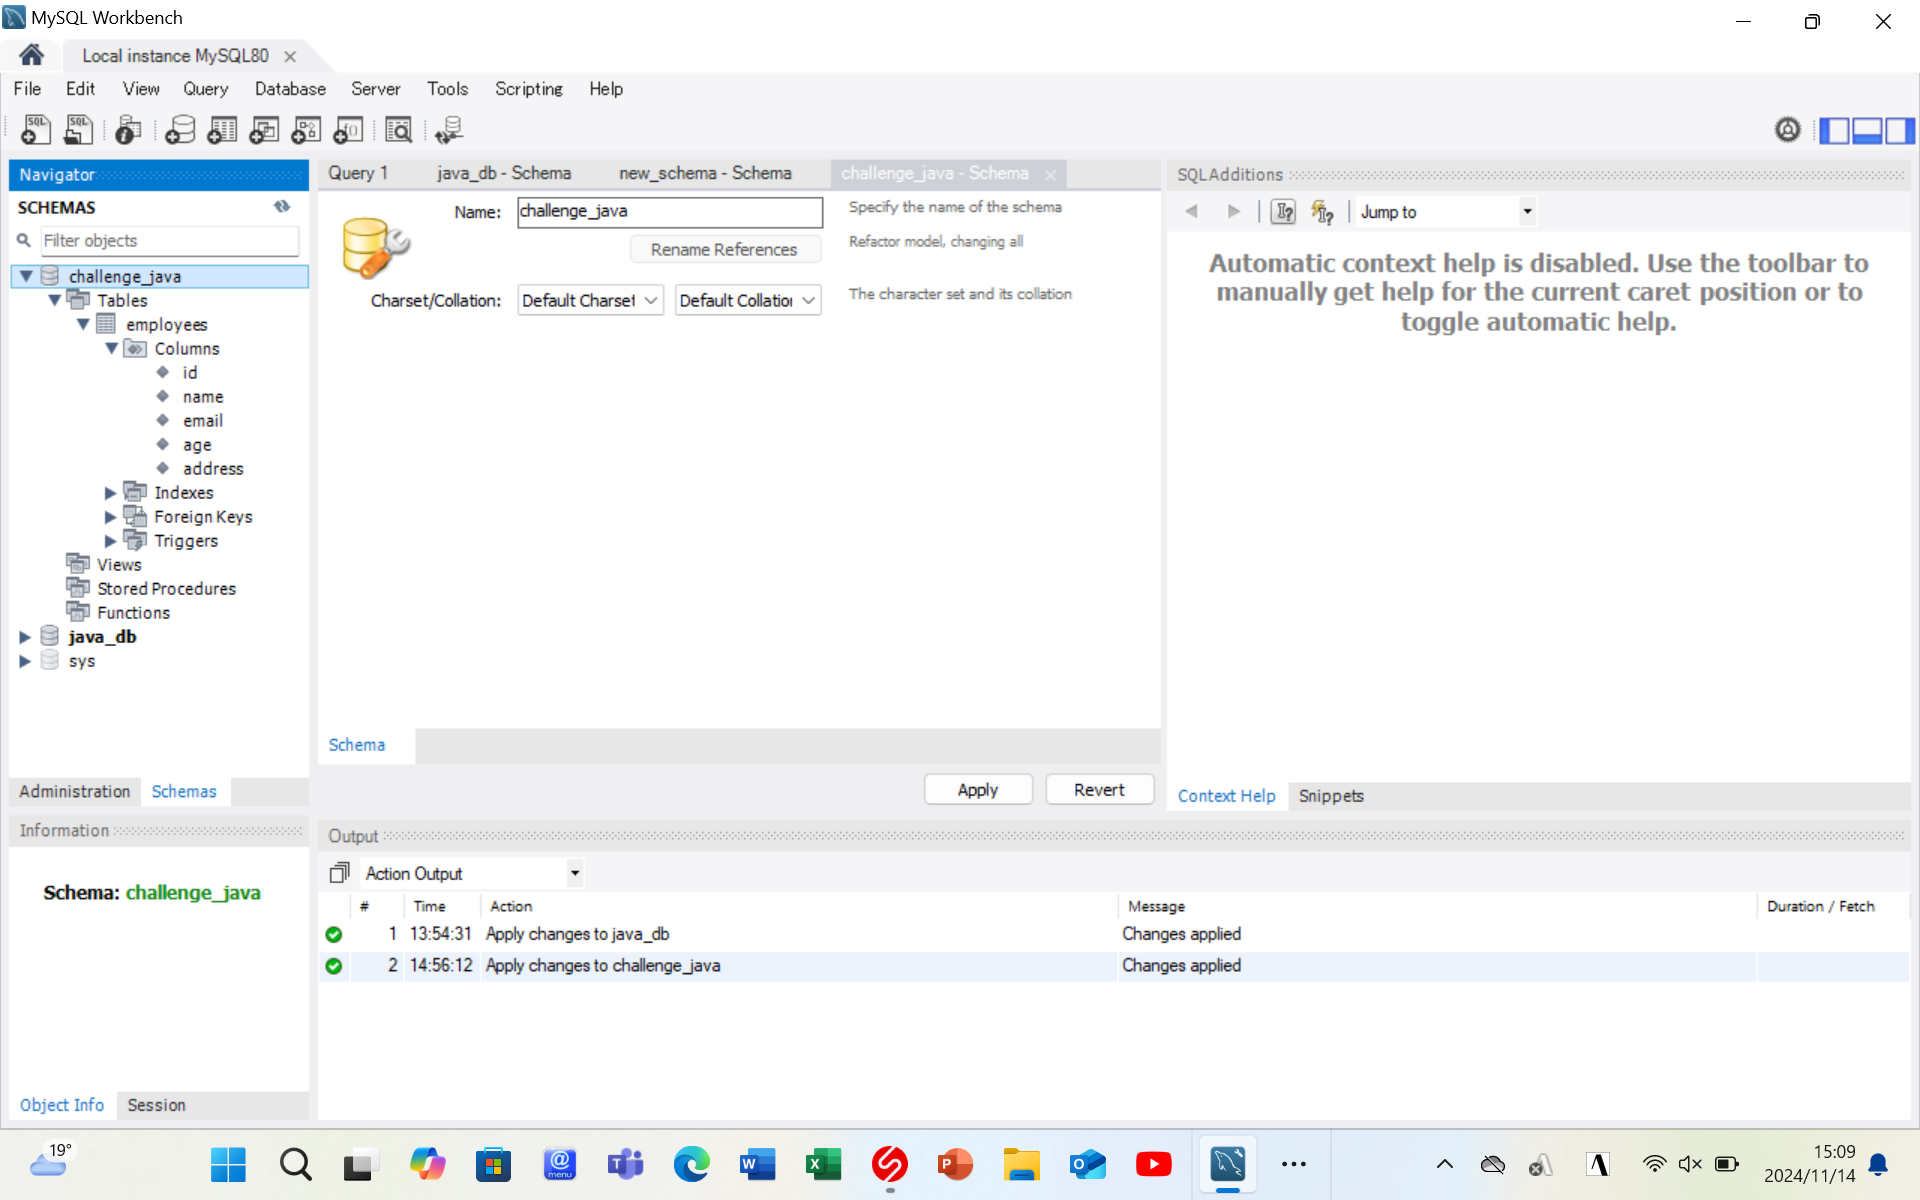 MySQL Workbench
Local instance MySQL80
File Edit View Query Database Server Tools Scripting Help
Navigator
SCHEMAS
Filter objects
challenge_java
Tables
employees
Columns
id
name
email
age
address
Indexes
Foreign Keys
Triggers
Views
Stored Procedures
Functions
java_db
sys
Administration Schemas
Information
Schema: challenge_java
Object Info Session
Query 1 java_db - Schema new_schema - Schema challenge_java - Schema
Name: challenge_java Specify the name of the schema
Rename References Refactor model, changing all
Charset/Collation: Default Charset Default Collation The character set and its collation
Schema
Apply Revert
SQLAdditions
Jump to
Automatic context help is disabled. Use the toolbar to
manually get help for the current caret position or to
toggle automatic help.
Context Help Snippets
Output
Action Output
# Time Action Message Duration / Fetch
1 13:54:31 Apply changes to java_db Changes applied
2 14:56:12 Apply changes to challenge_java Changes applied
19°
15:09
2024/11/14